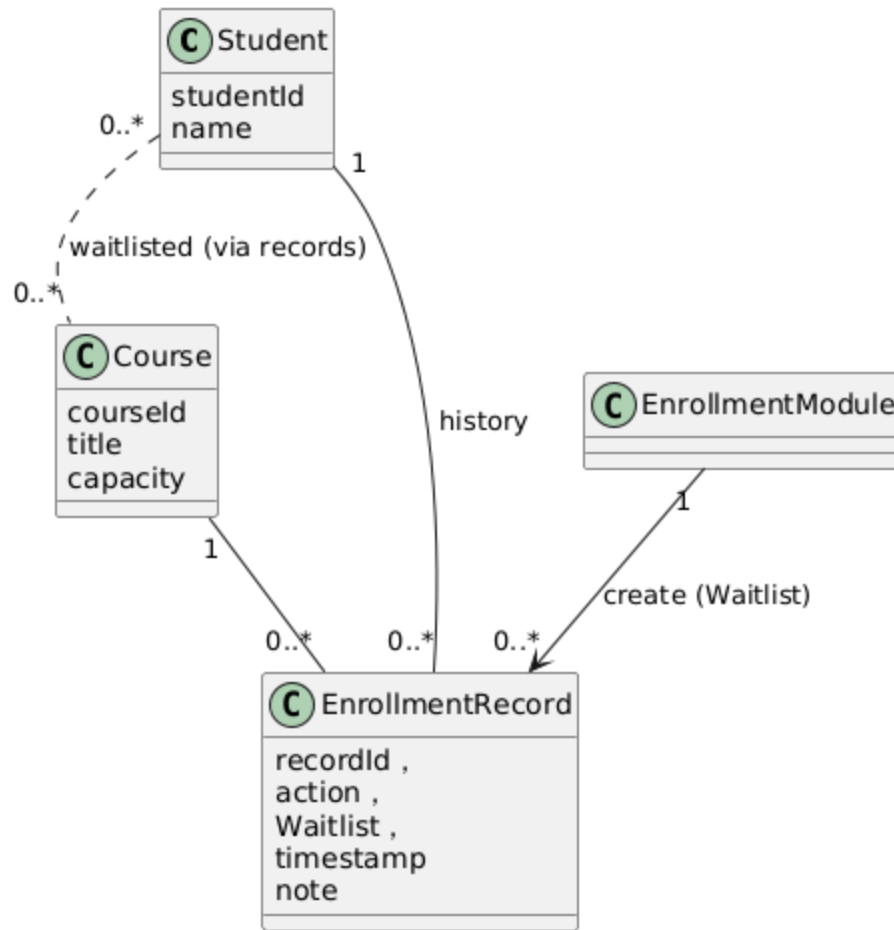 C Student
studentId
name
0..*
1
waitlisted (via records)
0..*
C Course
courseId
title
capacity
history
C EnrollmentModule
1
1
create (Waitlist)
0..*
0..*
0..*
C EnrollmentRecord
recordId ,
action ,
Waitlist ,
timestamp
note